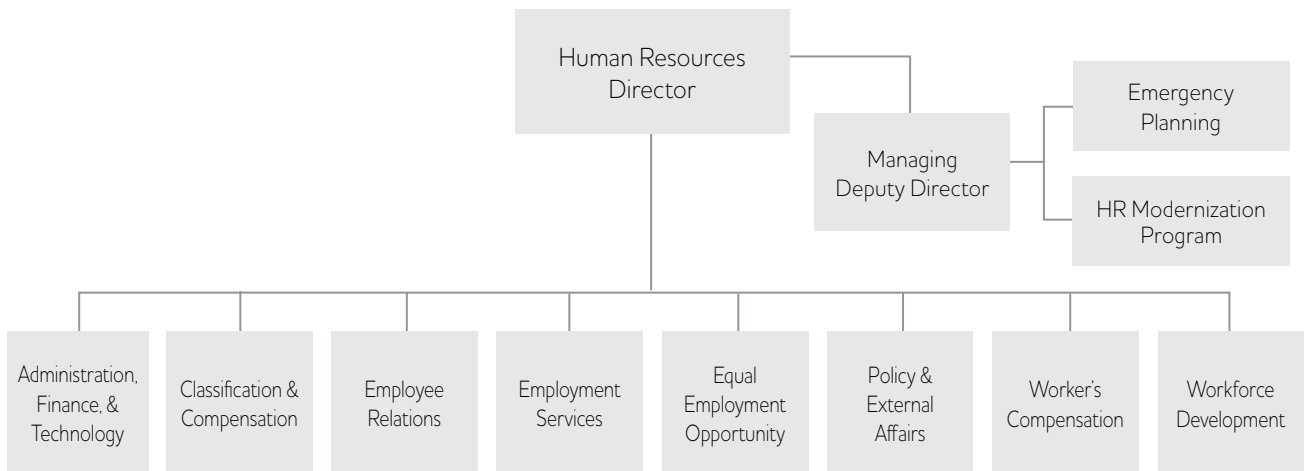 Human Resources
Director
Managing
Deputy Director
Emergency
Planning
HR Modernization
Program
Administration,
Finance, &
Technology
Classification &
Compensation
Employee
Relations
Employment
Services
Equal
Employment
Opportunity
Policy &
External
Affairs
Worker's
Compensation
Workforce
Development